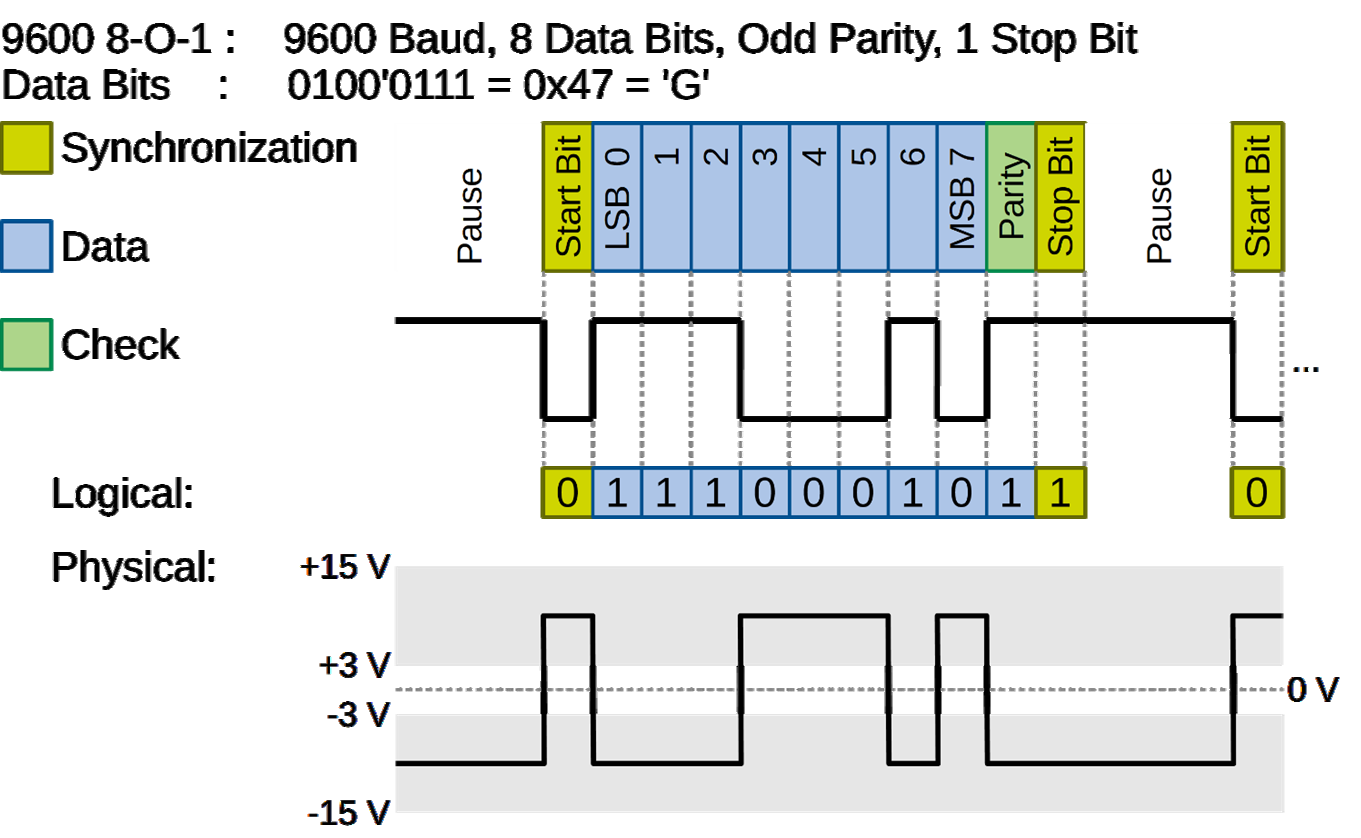 9600 8-O-1 : 9600 Baud, 8 Data Bits, Odd Parity, 1 Stop Bit
Data Bits : 0100'0111 = 0x47 = 'G'
Synchronization
Data
Check
Pause
Start Bit
LSB 0
1
2
3
4
5
6
MSB 7
Parity
Stop Bit
Pause
Start Bit
...
Logical: 0 1 1 1 0 0 0 1 0 1 1 0
Physical:
+15 V
+3 V
0 V
-3 V
-15 V